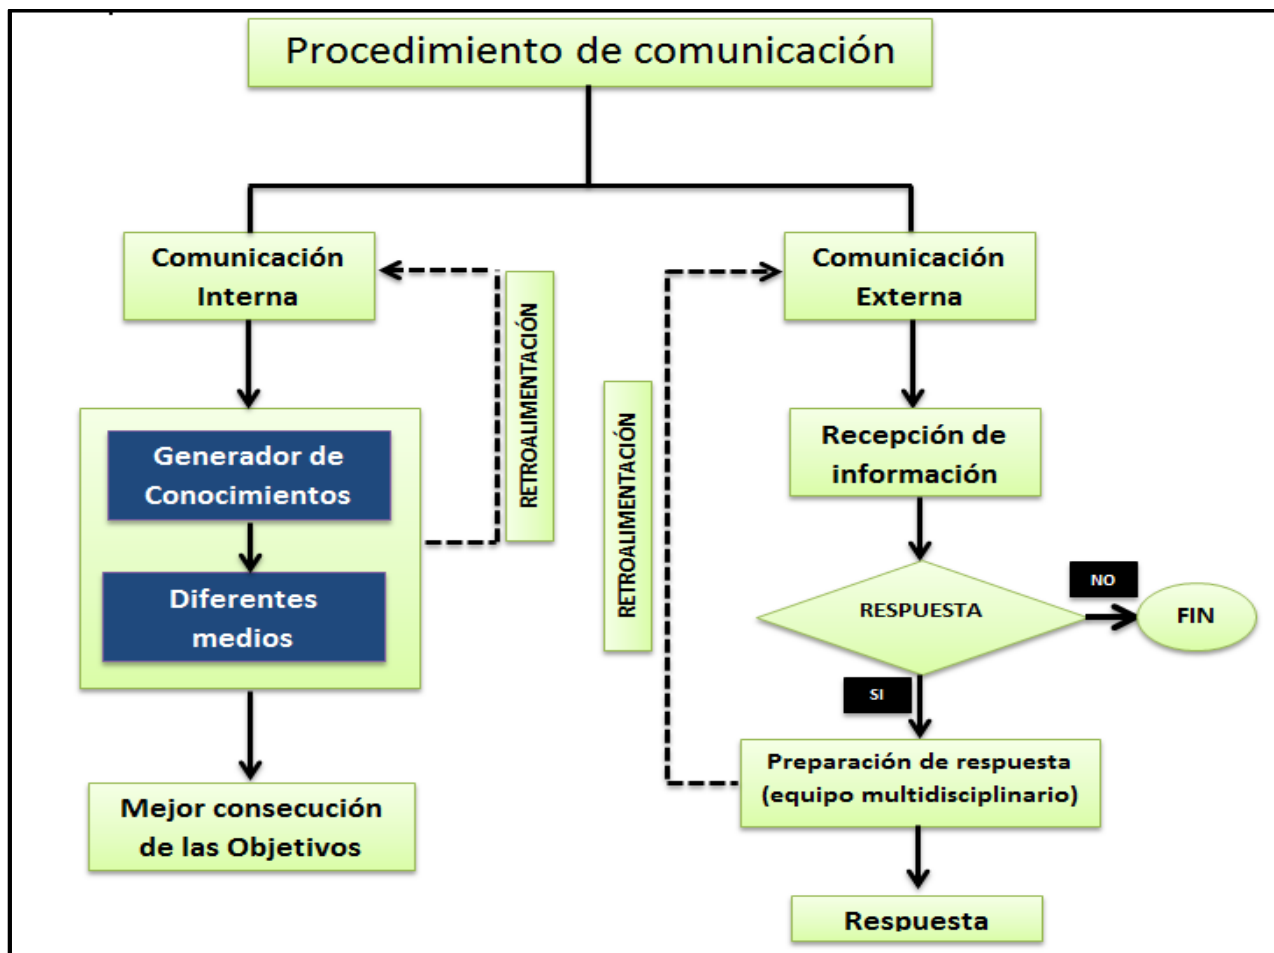 Procedimiento de comunicación
Comunicación
Interna
Comunicación
Externa
RETROALIMENTACIÓN
RETROALIMENTACIÓN
Generador de
Conocimientos
Recepción de
información
Diferentes
medios
RESPUESTA
NO
FIN
SI
Preparación de respuesta
(equipo multidisciplinario)
Mejor consecución
de las Objetivos
Respuesta